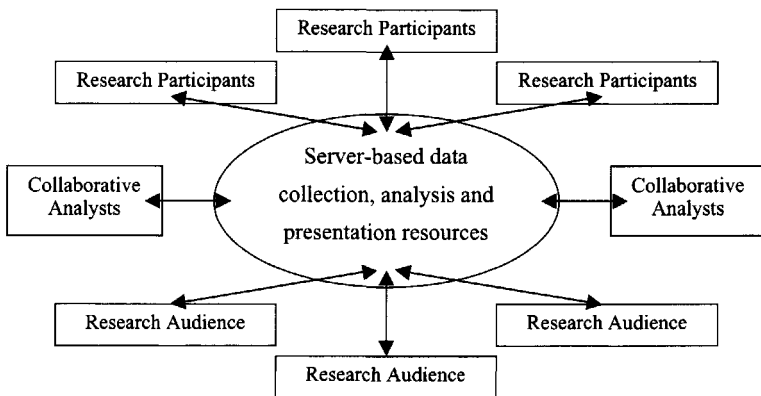 Research Participants
Research Participants
Research Participants
Server-based data
collection, analysis and
presentation resources
Collaborative
Analysts
Collaborative
Analysts
Research Audience
Research Audience
Research Audience